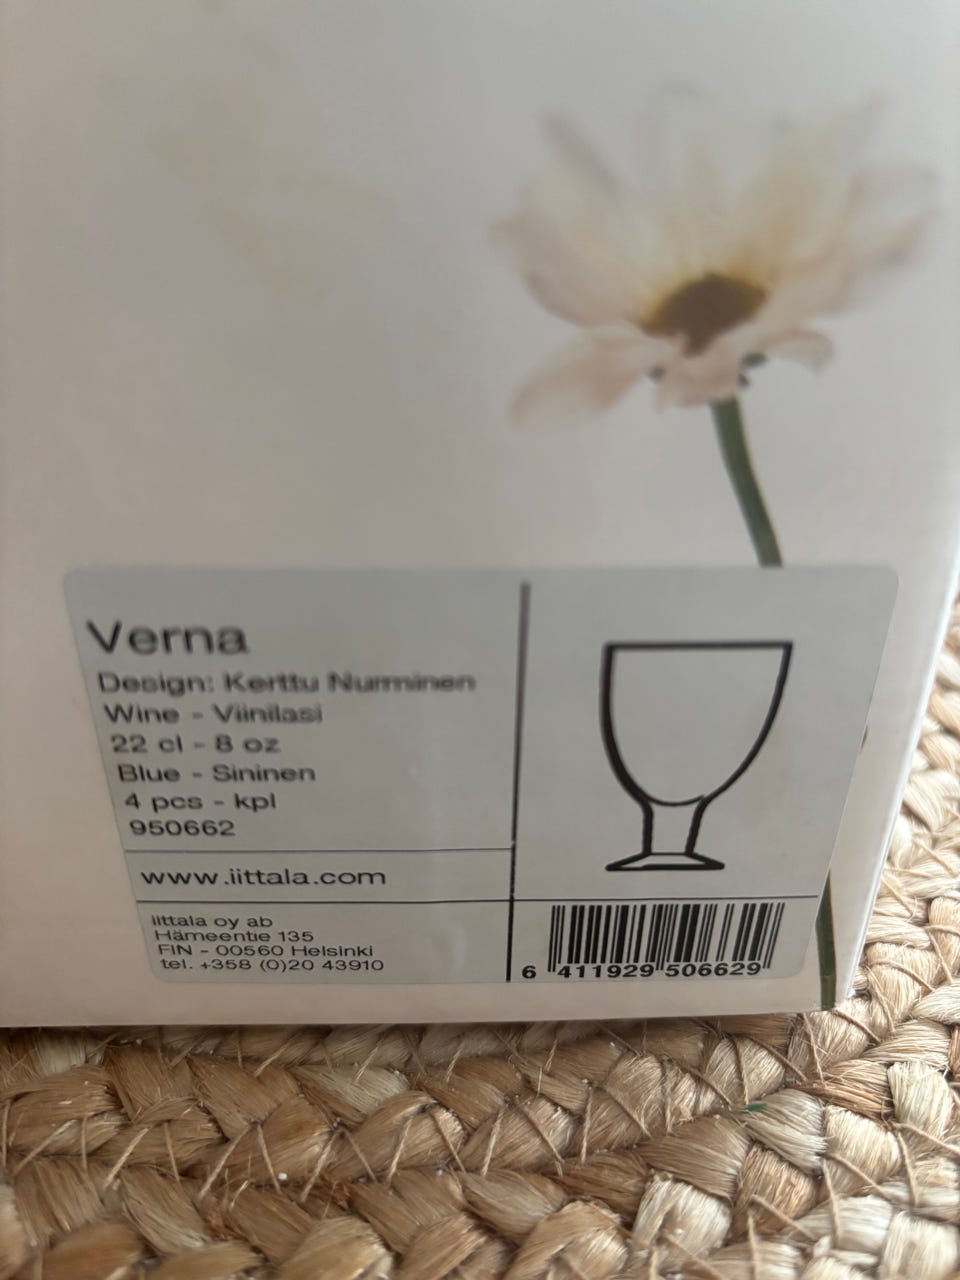 Verna
Design: Kerttu Nurminen
Wine - Viinilasi
22 cl - 8 oz
Blue - Sininen
4 pcs - kpl
950662
www.iittala.com
iittala oy ab
Hämeentie 135
FIN - 00560 Helsinki
tel. +358 (0)20 43910
6 411929 506629